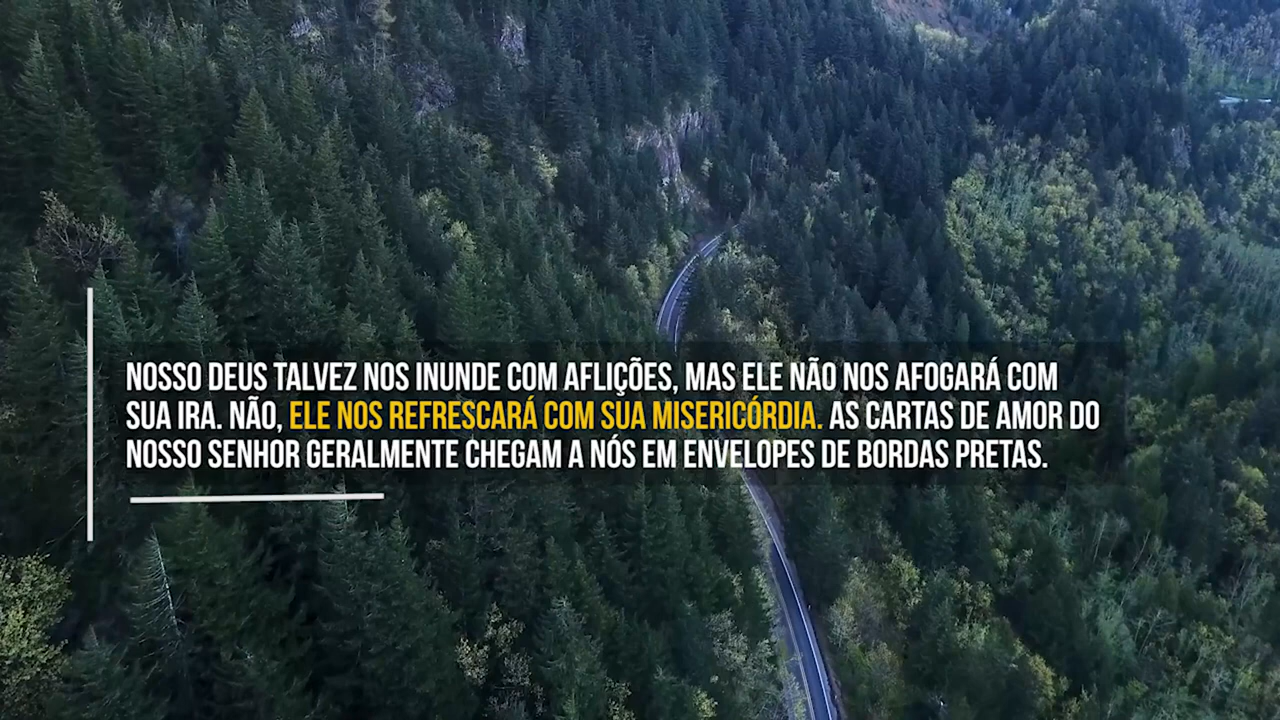 NOSSO DEUS TALVEZ NOS INUNDE COM AFLIÇÕES, MAS ELE NÃO NOS AFOGARÁ COM
SUA IRA. NÃO, ELE NOS REFRESCARÁ COM SUA MISERICÓRDIA. AS CARTAS DE AMOR DO
NOSSO SENHOR GERALMENTE CHEGAM A NÓS EM ENVELOPES DE BORDAS PRETAS.